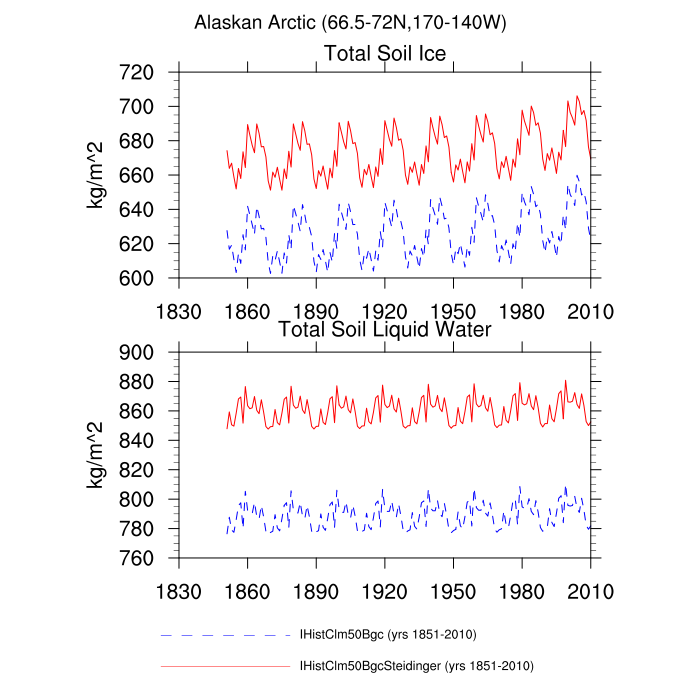 Alaskan Arctic (66.5-72N,170-140W)
Total Soil Ice
720
700
680
660
640
620
600
kg/m^2
1830 1860 1890 1920 1950 1980 2010
Total Soil Liquid Water
900
880
860
840
820
800
780
760
kg/m^2
1830 1860 1890 1920 1950 1980 2010
IHistClm50Bgc (yrs 1851-2010)
IHistClm50BgcSteidinger (yrs 1851-2010)